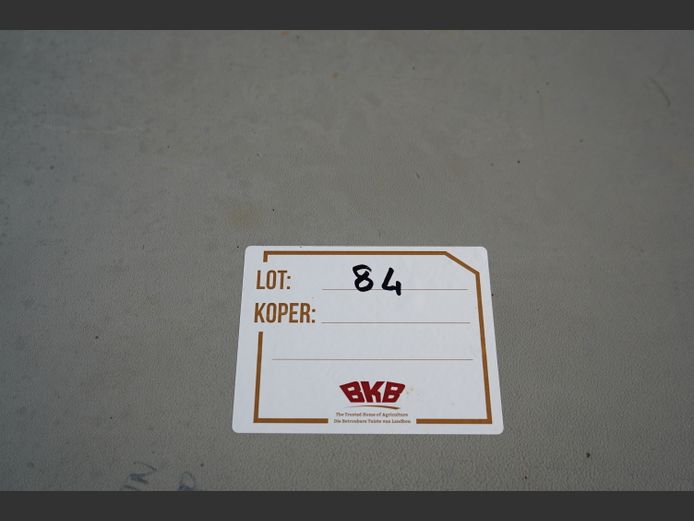 LOT: 84
KOPER:
BKB
The Trusted Home of Agriculture
Die Betroubare Tuiste van Landbou